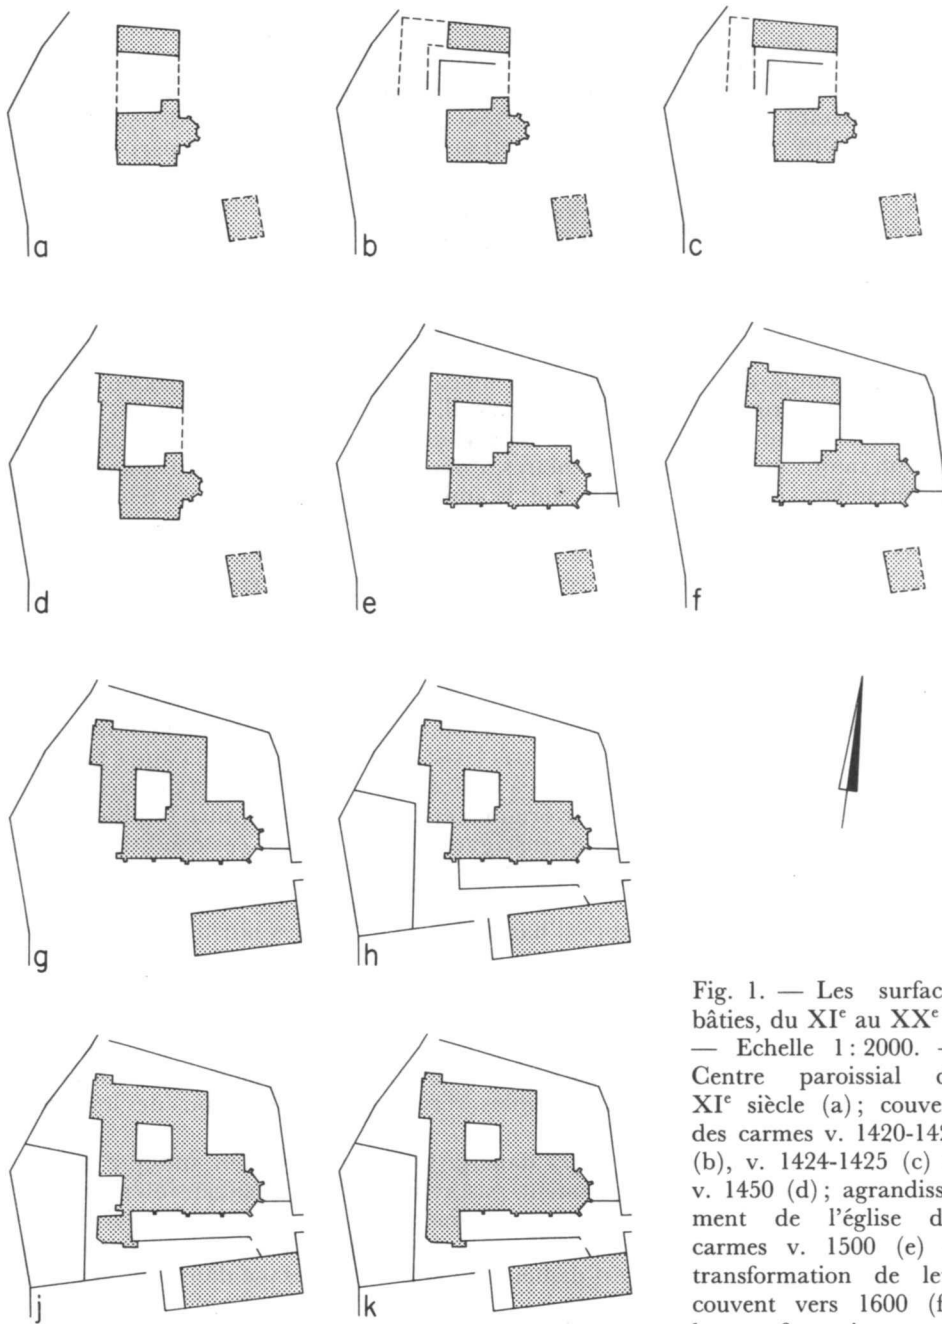 a
b
c
d
e
f
g
h
j
k
Fig. 1. — Les surfac
bâties, du XIe au XXe
— Echelle 1 : 2000. -
Centre paroissial d
XIe siècle (a) ; couve
des carmes v. 1420-142
(b), v. 1424-1425 (c)
v. 1450 (d) ; agrandiss
ment de l'église d
carmes v. 1500 (e)
transformation de le
couvent vers 1600 (f